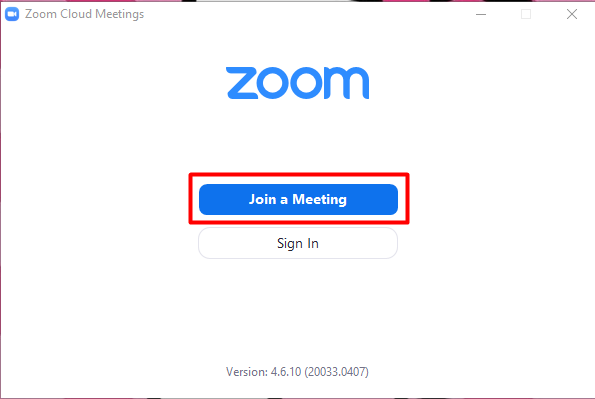 Zoom Cloud Meetings
zoom
Join a Meeting
Sign In
Version: 4.6.10 (20033.0407)